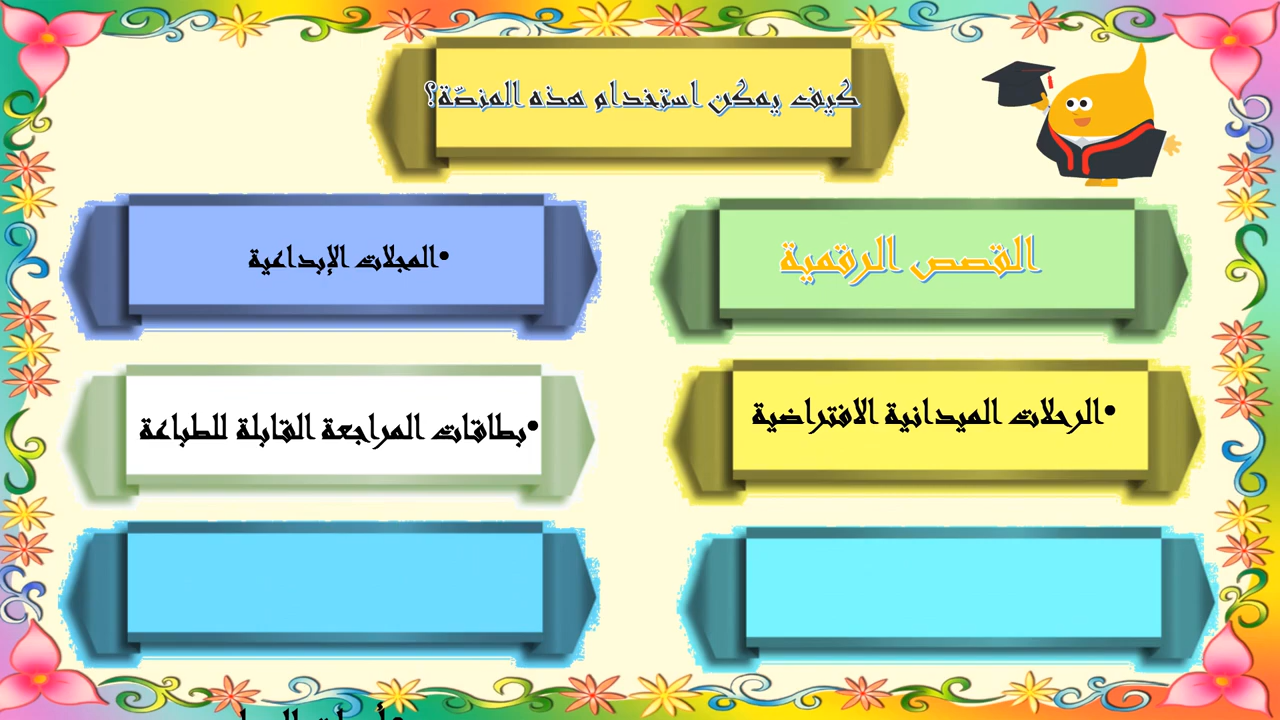 كيف يمكن استخدام هذه المنصّة؟
القصص الرقمية
•المجلات الإبداعية
•الرحلات الميدانية الافتراضية
•بطاقات المراجعة القابلة للطباعة